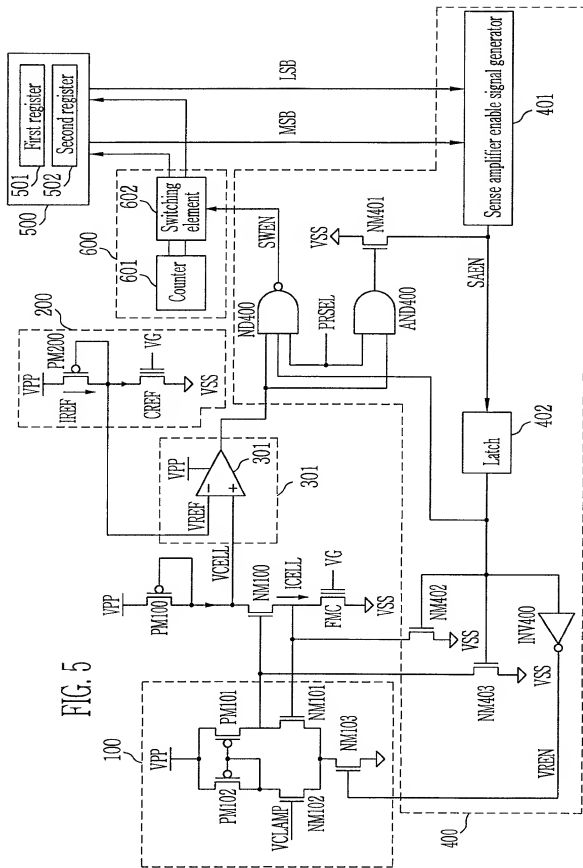 FIG. 5
100
VPP
PM102
PM101
VCLAMP
NM102
NM101
NM103
VPP
PM100
VCELL
NM100
ICELL
VG
FMC
VSS
VREF
VPP
301
301
200
VPP
PM200
IREF
VG
CREF
VSS
600
601
Counter
602
Switching
element
SWEN
500
First register
501
Second register
502
MSB
LSB
ND400
PRSEL
AND400
VSS
NM401
Sense amplifier enable signal generator
401
SAEN
Latch
402
NM402
VSS
NM403
VSS
INV400
VREN
400